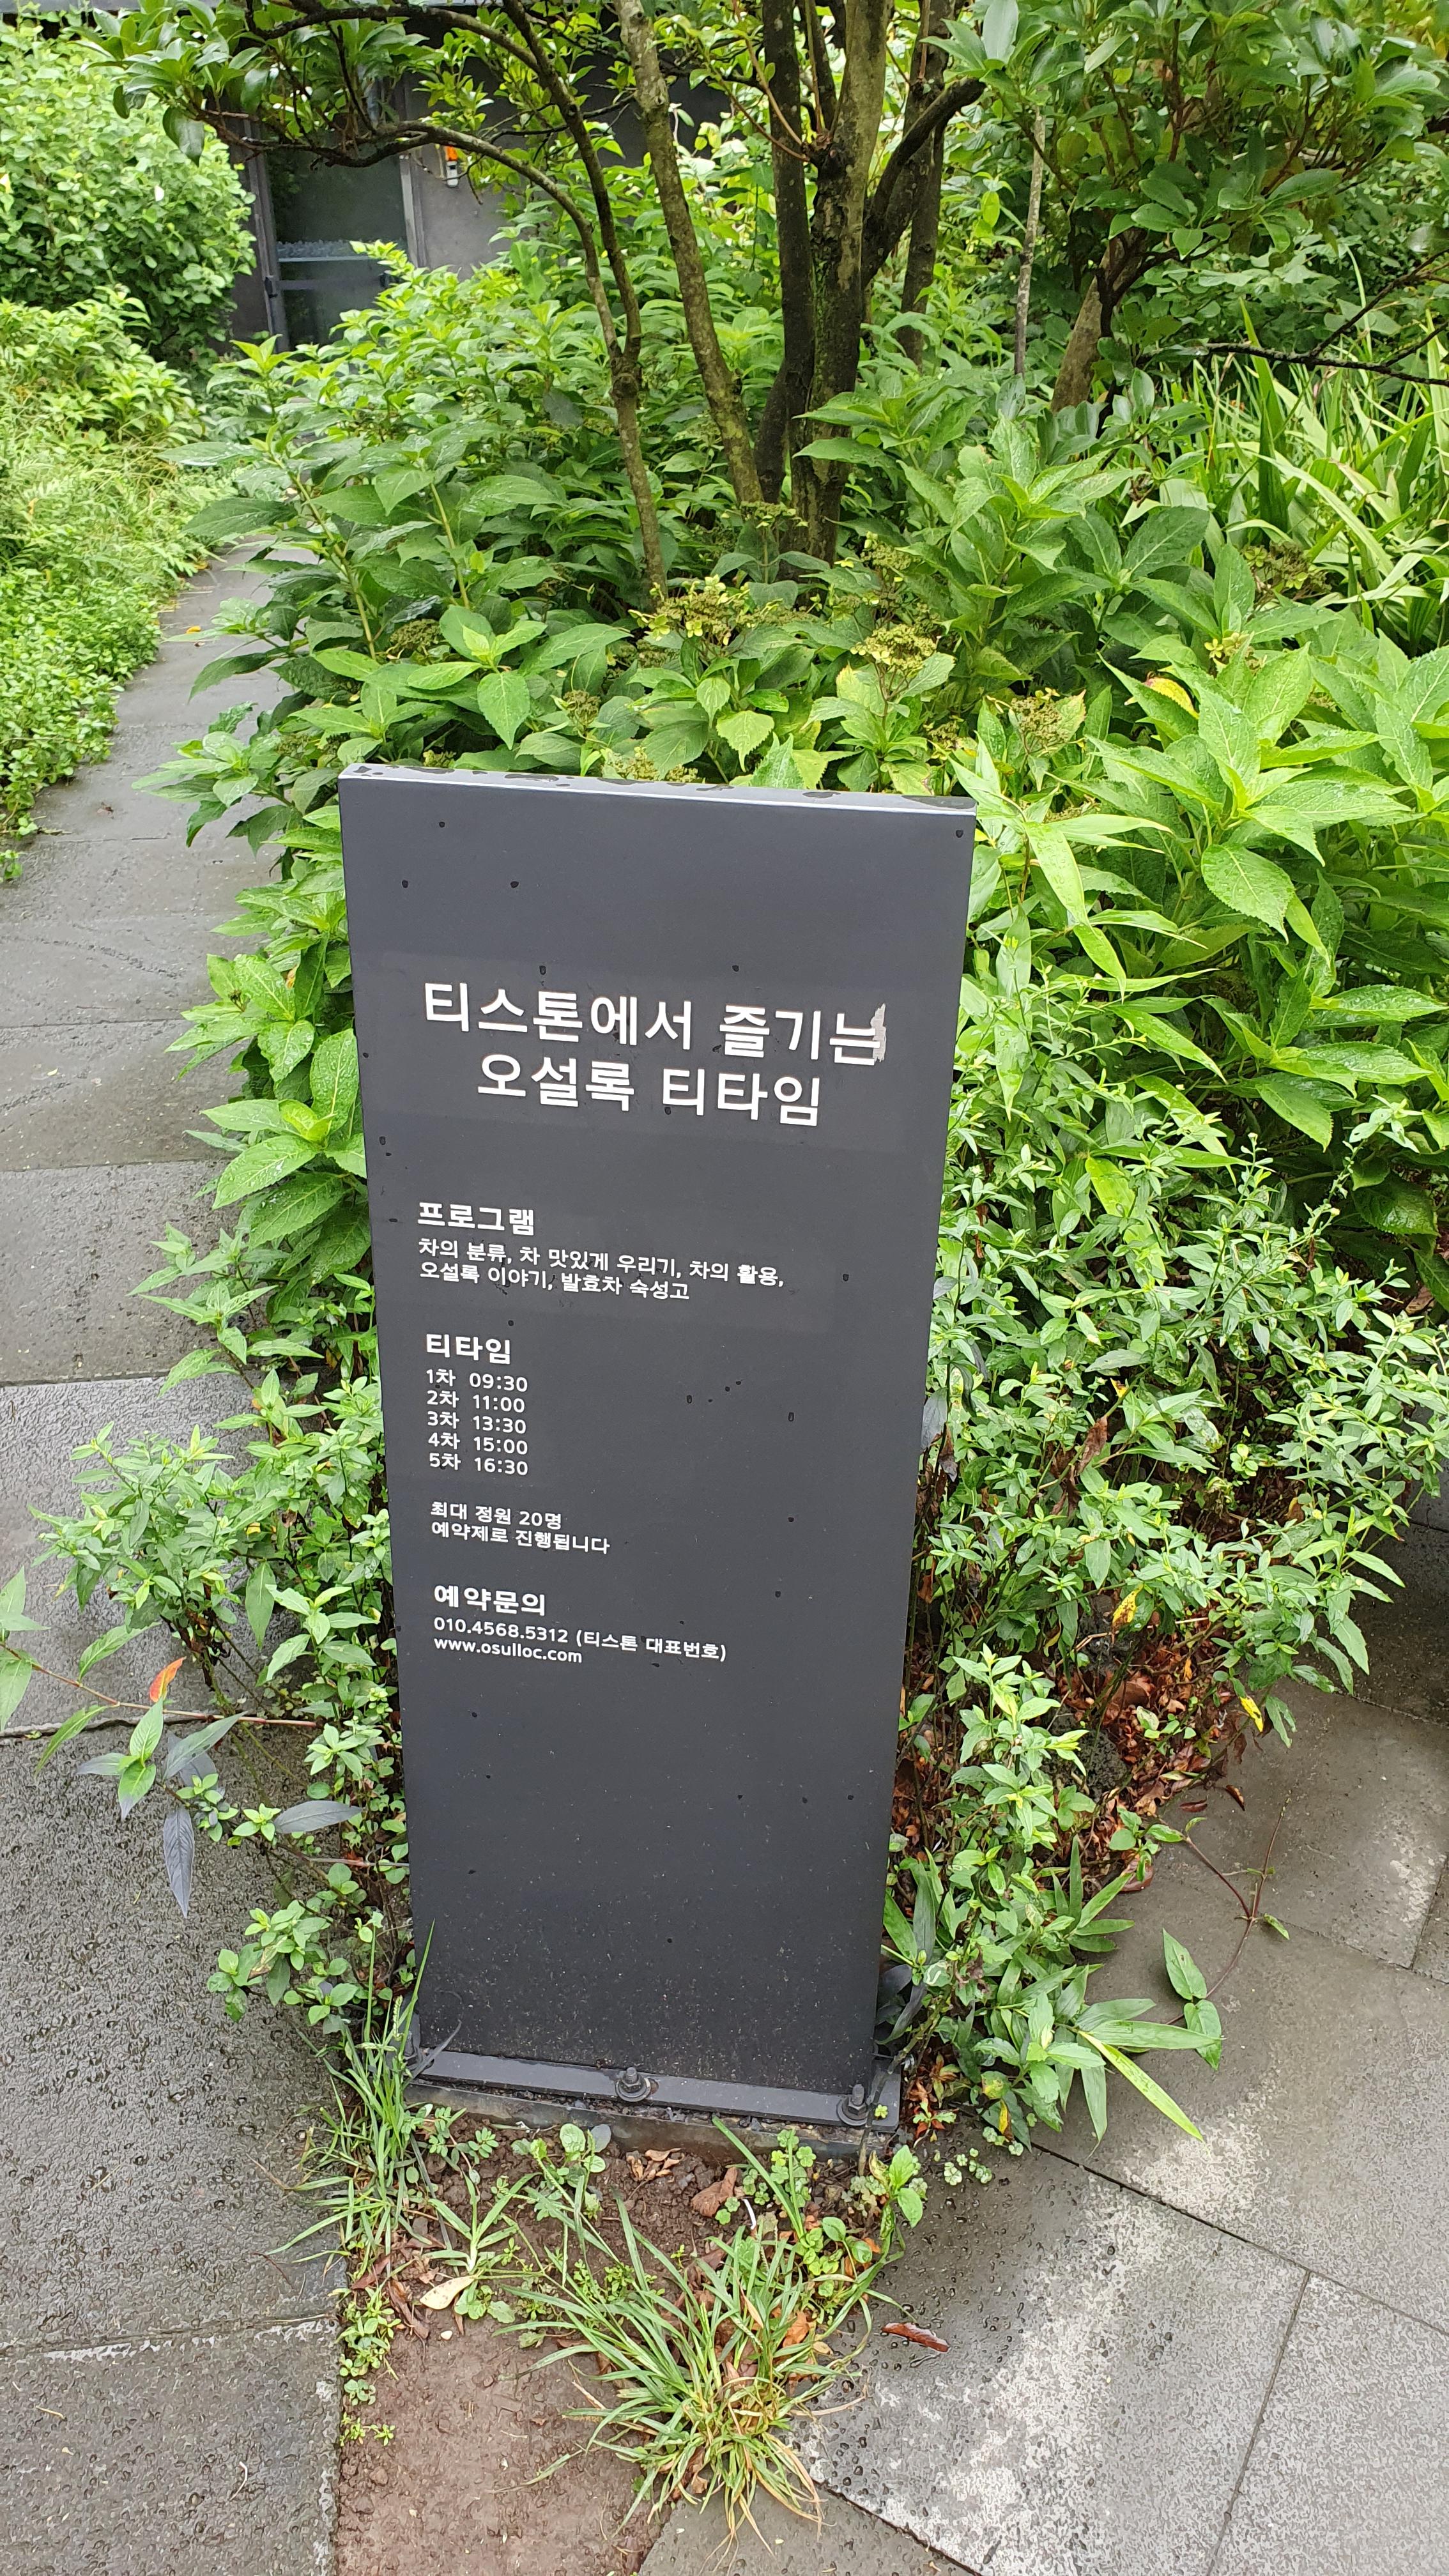 티스톤에서 즐기는
오설록 티타임
프로그램
차의 분류, 차 맛있게 우리기, 차의 활용,
오설록 이야기, 발효차 숙성고
티타임
1차 09:30
2차 11:00
3차 13:30
4차 15:00
5차 16:30
최대 정원 20명
예약제로 진행됩니다
예약문의
010.4568.5312 (티스톤 대표번호)
www.osulloc.com